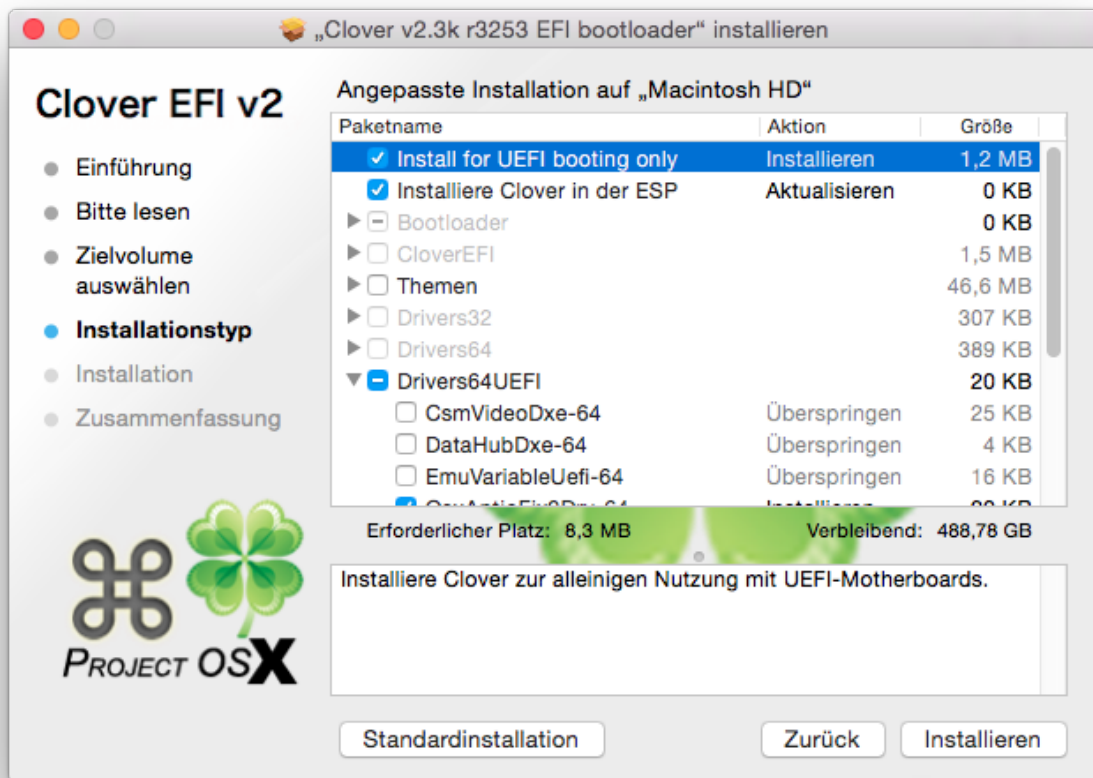 „Clover v2.3k r3253 EFI bootloader“ installieren
Clover EFI v2
Einführung
Bitte lesen
Zielvolume
auswählen
Installationstyp
Installation
Zusammenfassung
PROJECT OSX
Angepasste Installation auf „Macintosh HD“
Paketname Aktion Größe
Install for UEFI booting only Installieren 1,2 MB
Installiere Clover in der ESP Aktualisieren 0 KB
Bootloader 0 KB
CloverEFI 1,5 MB
Themen 46,6 MB
Drivers32 307 KB
Drivers64 389 KB
Drivers64UEFI 20 KB
CsmVideoDxe-64 Überspringen 25 KB
DataHubDxe-64 Überspringen 4 KB
EmuVariableUefi-64 Überspringen 16 KB
Erforderlicher Platz: 8,3 MB Verbleibend: 488,78 GB
Installiere Clover zur alleinigen Nutzung mit UEFI-Motherboards.
Standardinstallation Zurück Installieren